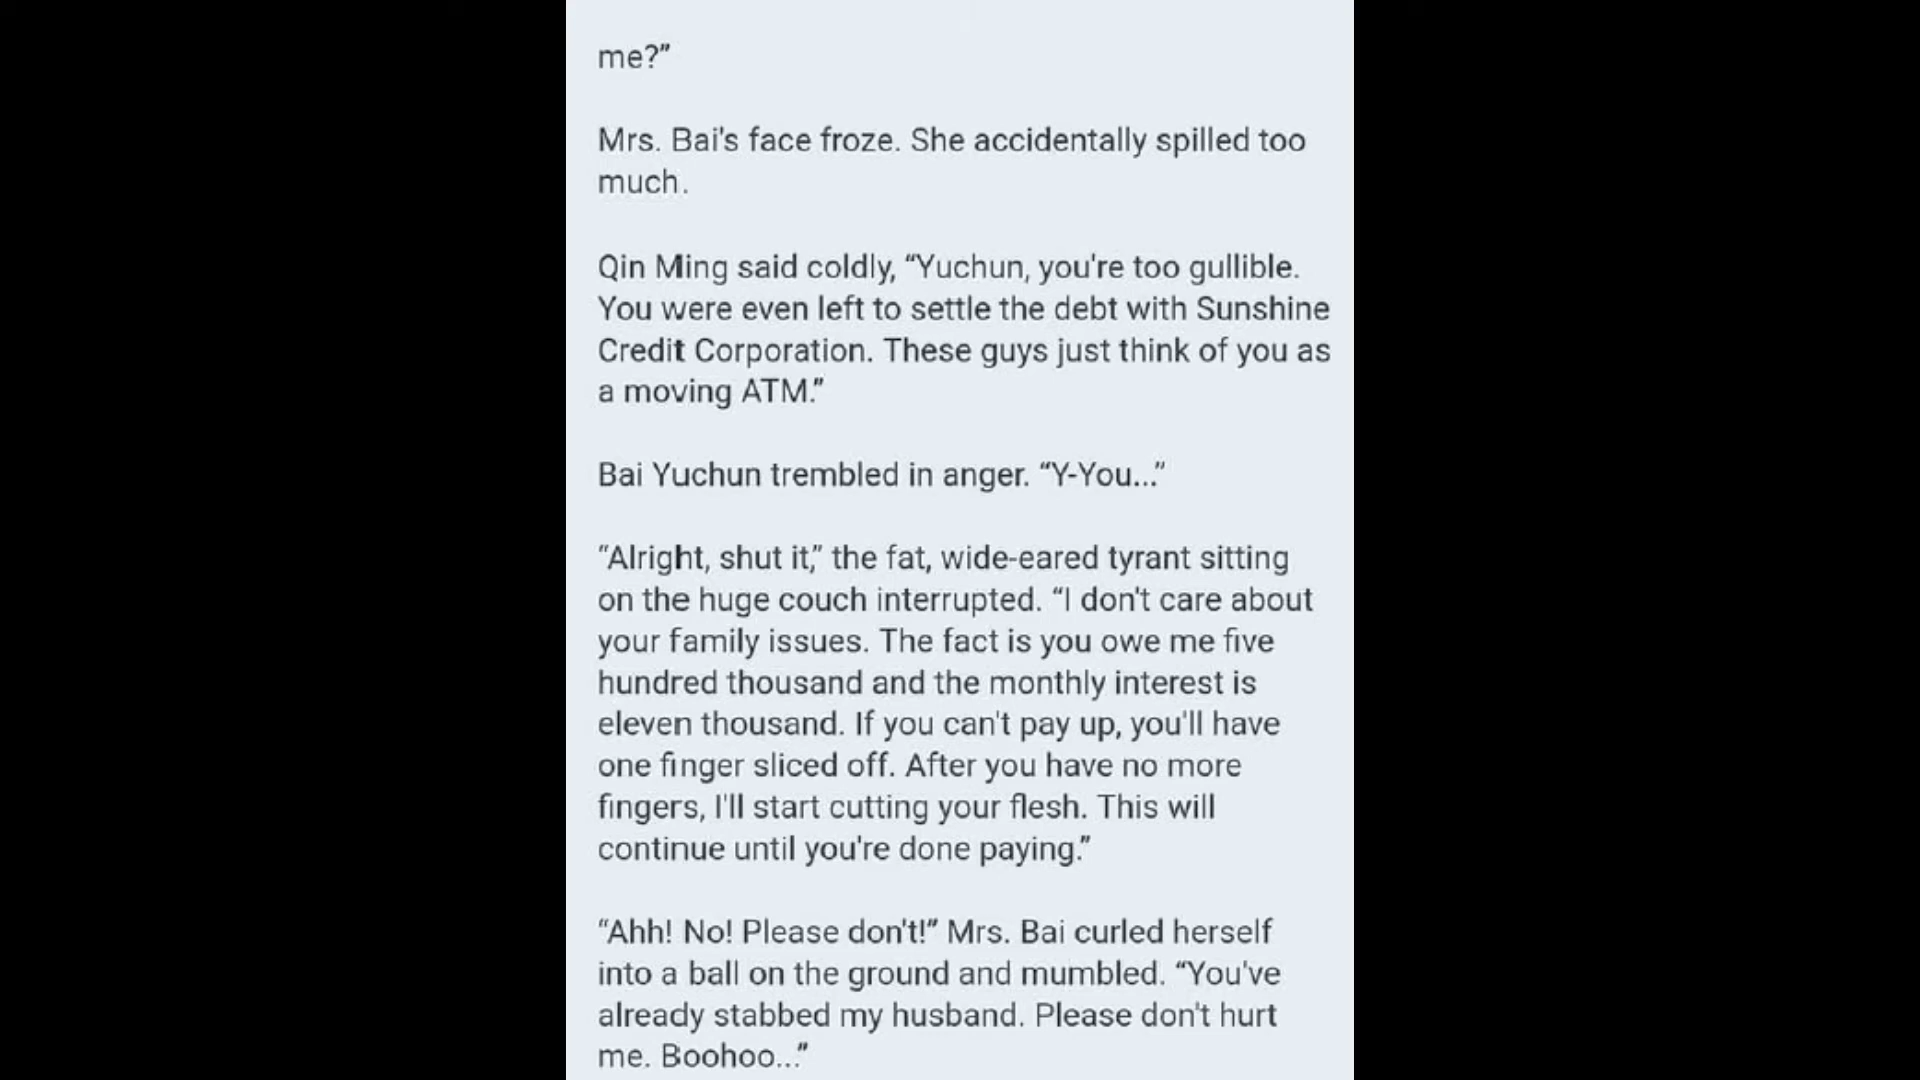 me?”
Mrs. Bai's face froze. She accidentally spilled too
much.
Qin Ming said coldly, “Yuchun, you're too gullible.
You were even left to settle the debt with Sunshine
Credit Corporation. These guys just think of you as
a moving ATM.”
Bai Yuchun trembled in anger. “Y-You...”
“Alright, shut it,” the fat, wide-eared tyrant sitting
on the huge couch interrupted. “I don't care about
your family issues. The fact is you owe me five
hundred thousand and the monthly interest is
eleven thousand. If you can't pay up, you'll have
one finger sliced off. After you have no more
fingers, I'll start cutting your flesh. This will
continue until you're done paying.”
“Ahh! No! Please don't!” Mrs. Bai curled herself
into a ball on the ground and mumbled. “You've
already stabbed my husband. Please don't hurt
me. Boohoo...”